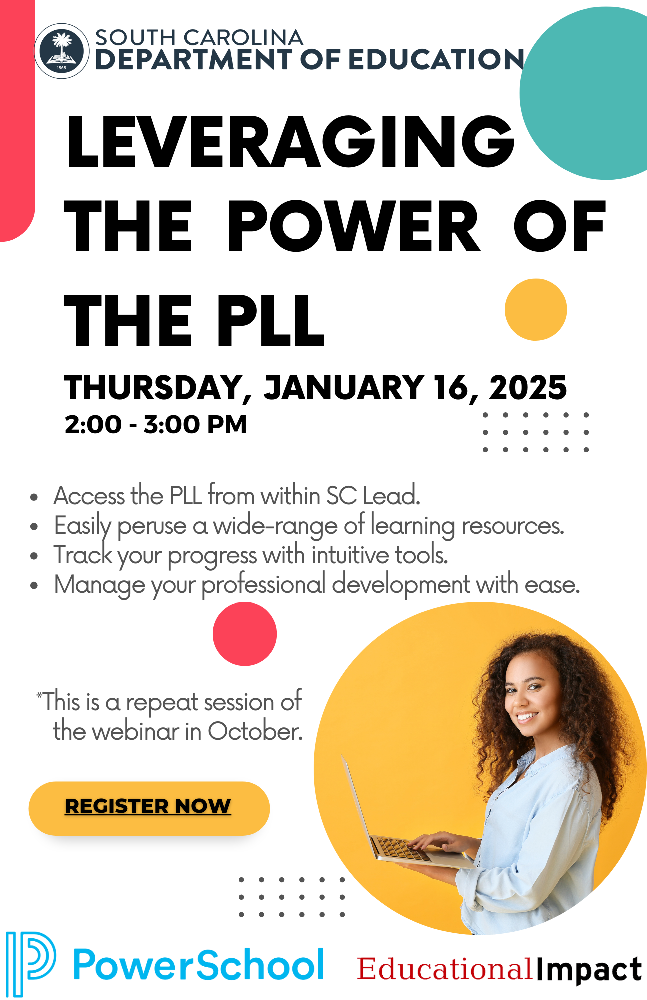 SOUTH CAROLINA
DEPARTMENT OF EDUCATION
1868
LEVERAGING
THE POWER OF
THE PLL
THURSDAY, JANUARY 16, 2025
2:00 - 3:00 PM
• Access the PLL from within SC Lead.
• Easily peruse a wide-range of learning resources.
• Track your progress with intuitive tools.
• Manage your professional development with ease.
*This is a repeat session of
the webinar in October.
REGISTER NOW
PowerSchool
EducationalImpact